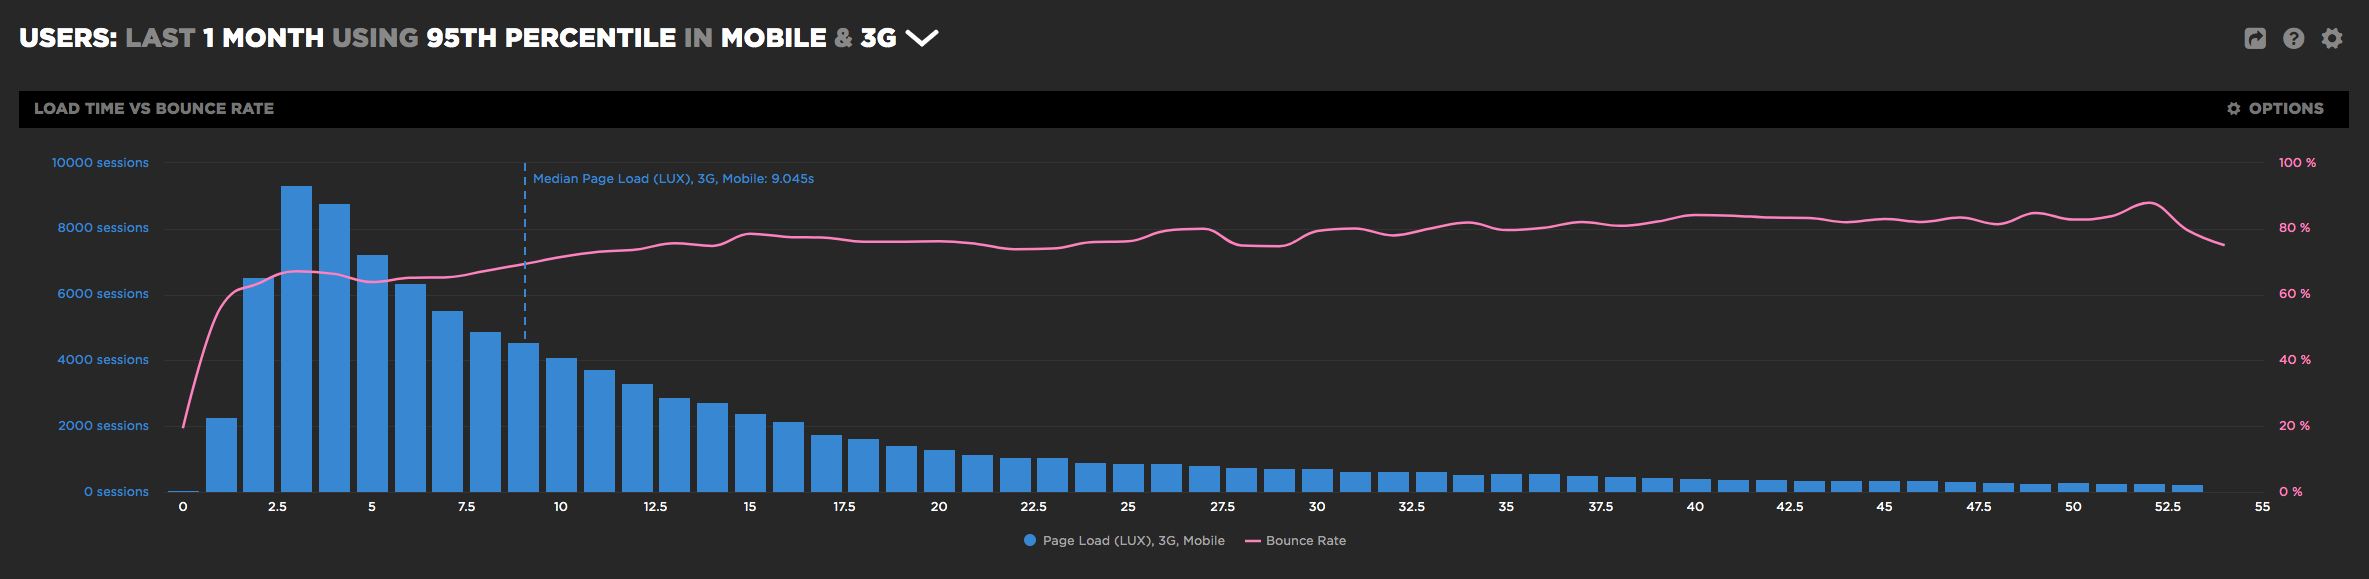 USERS: LAST 1 MONTH USING 95TH PERCENTILE IN MOBILE & 3G
LOAD TIME VS BOUNCE RATE
OPTIONS
10000 sessions
8000 sessions
6000 sessions
4000 sessions
2000 sessions
0 sessions
Median Page Load (LUX), 3G, Mobile: 9.045s
100 %
80 %
60 %
40 %
20 %
0 %
0 2.5 5 7.5 10 12.5 15 17.5 20 22.5 25 27.5 30 32.5 35 37.5 40 42.5 45 47.5 50 52.5 55
Page Load (LUX), 3G, Mobile
Bounce Rate